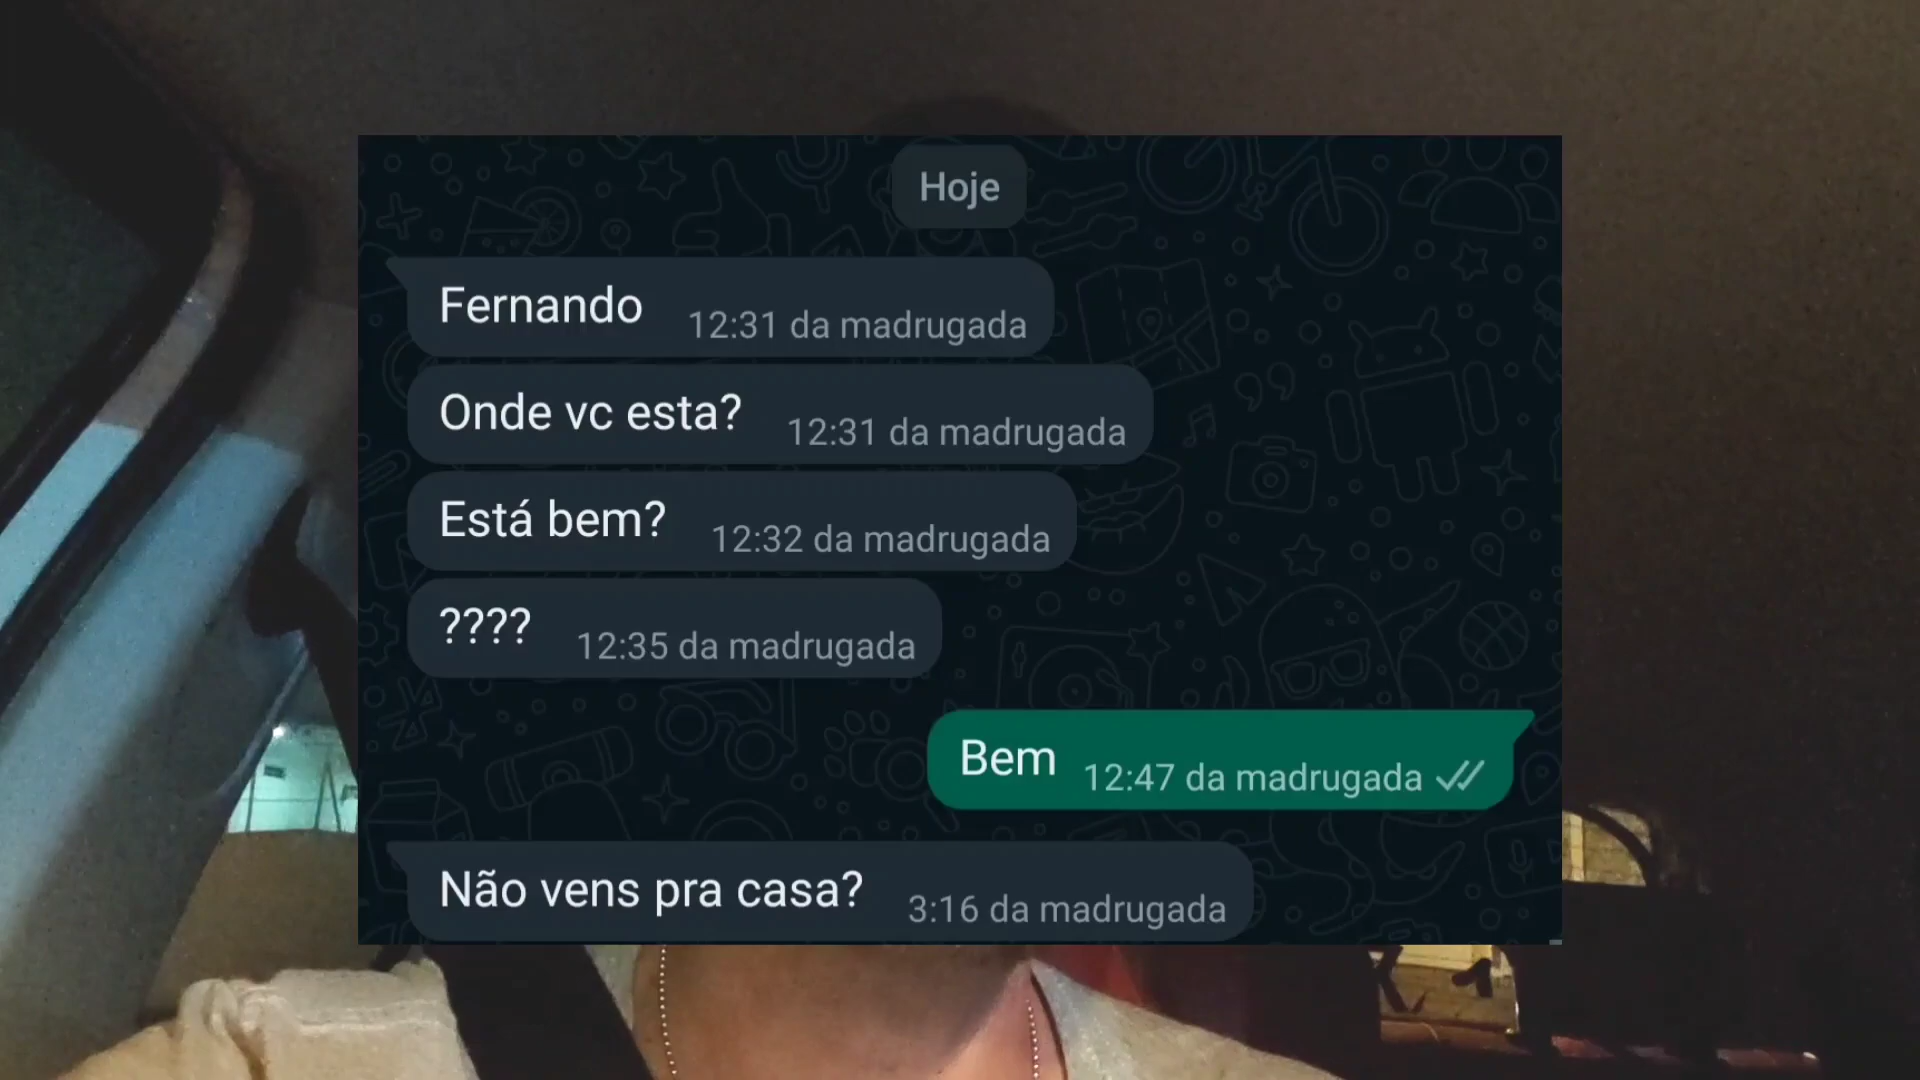 Hoje
Fernando 12:31 da madrugada
Onde vc esta? 12:31 da madrugada
Está bem? 12:32 da madrugada
???? 12:35 da madrugada
Bem 12:47 da madrugada
Não vens pra casa? 3:16 da madrugada